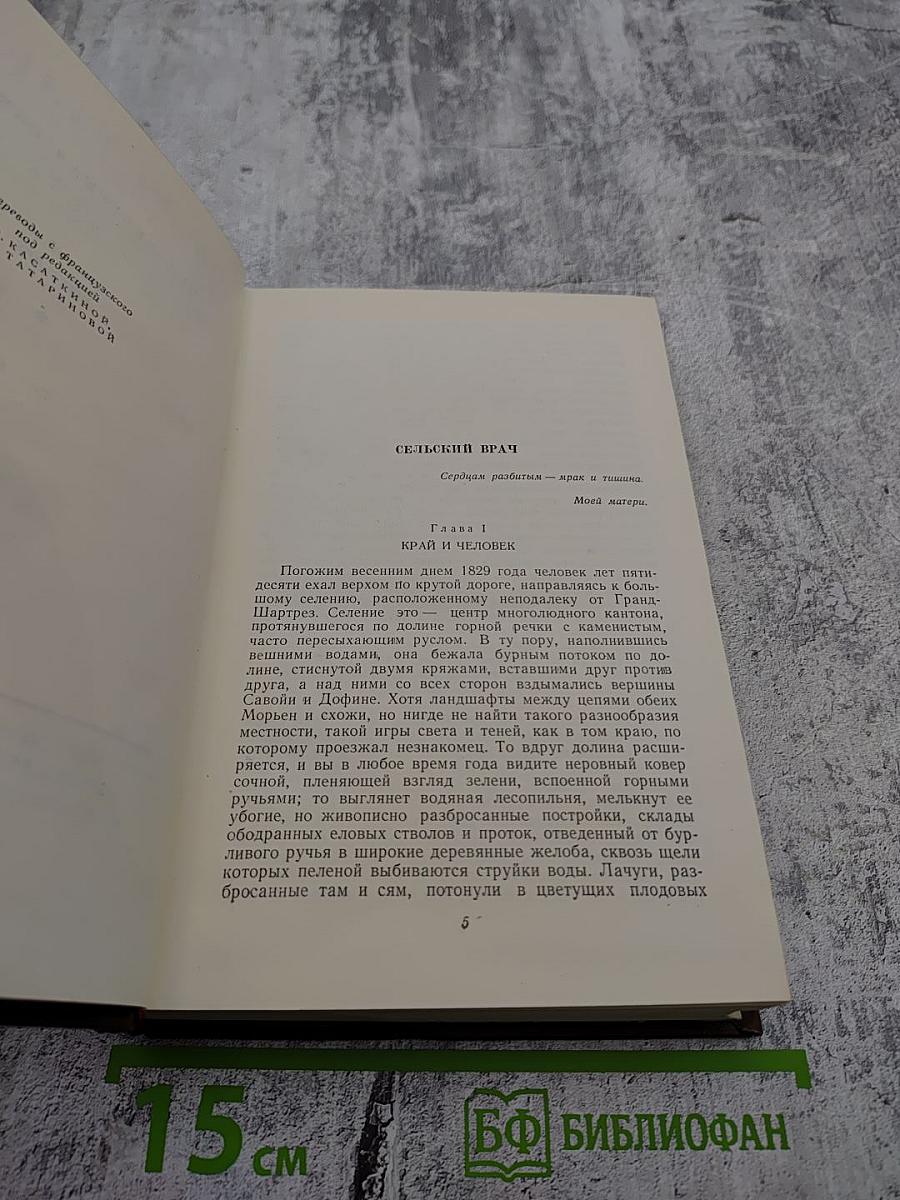 переводы с французского
под редакцией
КАСАТКИНОЙ,
ТАТАРИНОВОЙ
СЕЛЬСКИЙ ВРАЧ
Сердцам разбитым — мрак и тишина.
Моей матери.
Глава I
КРАЙ И ЧЕЛОВЕК
Погожим весенним днем 1829 года человек лет пяти-
десяти ехал верхом по крутой дороге, направляясь к боль-
шому селению, расположенному неподалеку от Гранд-
Шартрез. Селение это — центр многолюдного кантона,
протянувшегося по долине горной речки с каменистым,
часто пересыхающим руслом. В ту пору, наполнившись
вешними водами, она бежала бурным потоком по до-
лине, стиснутой двумя кряжами, вставшими друг против
друга, а над ними со всех сторон вздымались вершины
Савойи и Дофине. Хотя ландшафты между цепями обеих
Морьен и схожи, но нигде не найти такого разнообразия
местности, такой игры света и теней, как в том краю, по
которому проезжал незнакомец. То вдруг долина расши-
ряется, и вы в любое время года видите неровный ковер
сочной, пленяющей взгляд зелени, вспоенной горными
ручьями; то выглянет водяная лесопильня, мелькнут ее
убогие, но живописно разбросанные постройки, склады
ободранных еловых стволов и проток, отведенный от бур-
ливого ручья в широкие деревянные желоба, сквозь щели
которых пеленой выбиваются струйки воды. Лачуги, раз-
бросанные там и сям, потонули в цветущих плодовых
5
15 см
БФ БИБЛИОФАН